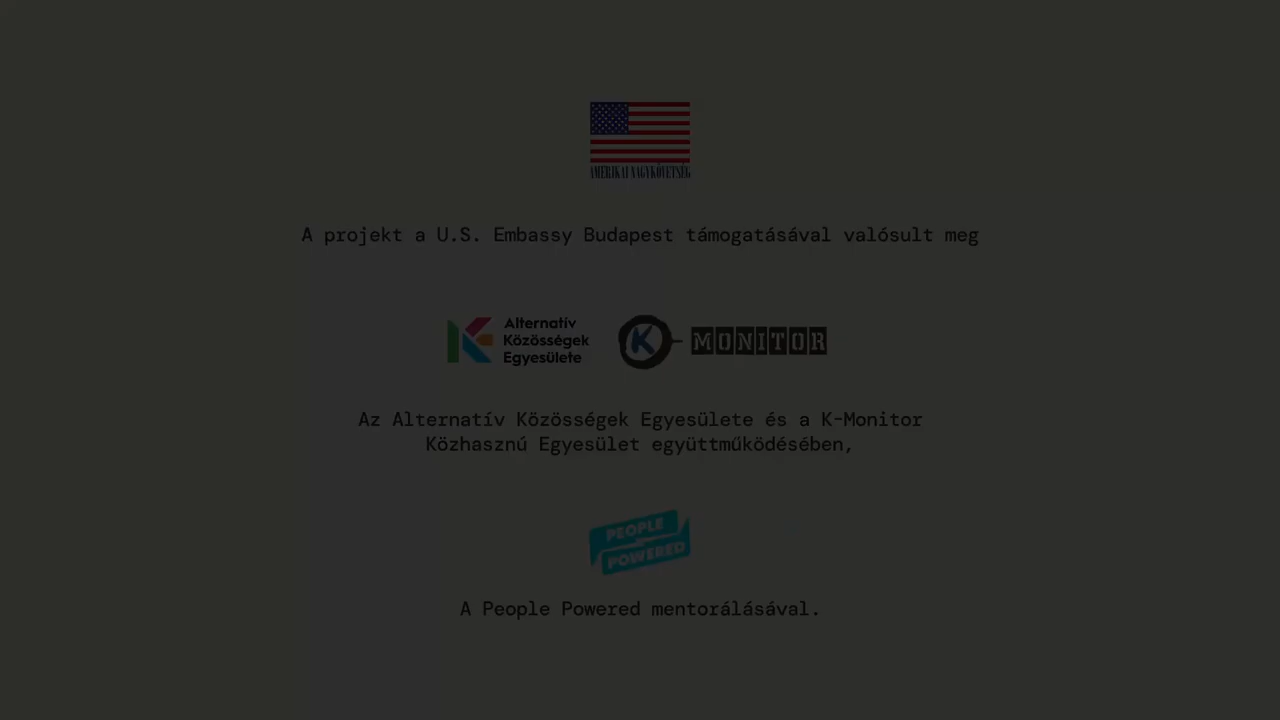 AMERIKAI NAGYKÖVETSÉG
A projekt a U.S. Embassy Budapest támogatásával valósult meg
Alternatív
Közösségek
Egyesülete
K MONITOR
Az Alternatív Közösségek Egyesülete és a K-Monitor
Közhasznú Egyesület együttműködésében,
PEOPLE
POWERED
A People Powered mentorálásával.